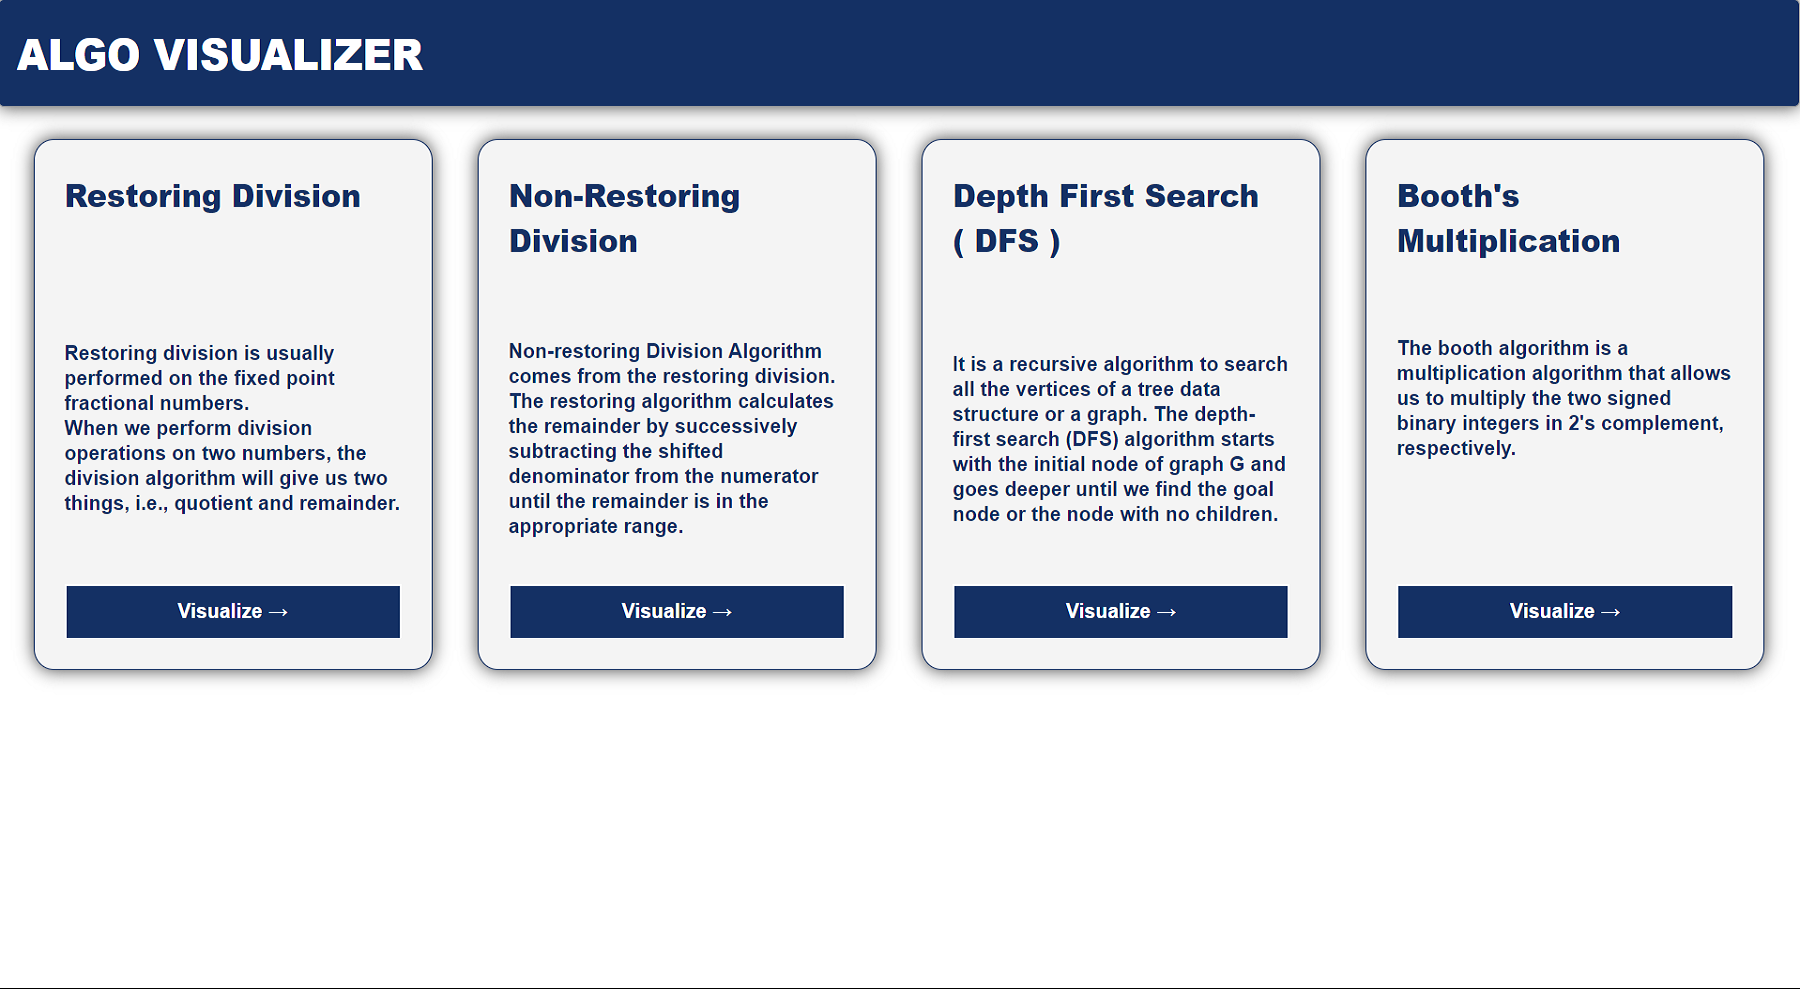 ALGO VISUALIZER
Restoring Division
Restoring division is usually
performed on the fixed point
fractional numbers.
When we perform division
operations on two numbers, the
division algorithm will give us two
things, i.e., quotient and remainder.
Visualize →
Non-Restoring
Division
Non-restoring Division Algorithm
comes from the restoring division.
The restoring algorithm calculates
the remainder by successively
subtracting the shifted
denominator from the numerator
until the remainder is in the
appropriate range.
Visualize →
Depth First Search
( DFS )
It is a recursive algorithm to search
all the vertices of a tree data
structure or a graph. The depth-
first search (DFS) algorithm starts
with the initial node of graph G and
goes deeper until we find the goal
node or the node with no children.
Visualize →
Booth's
Multiplication
The booth algorithm is a
multiplication algorithm that allows
us to multiply the two signed
binary integers in 2's complement,
respectively.
Visualize →